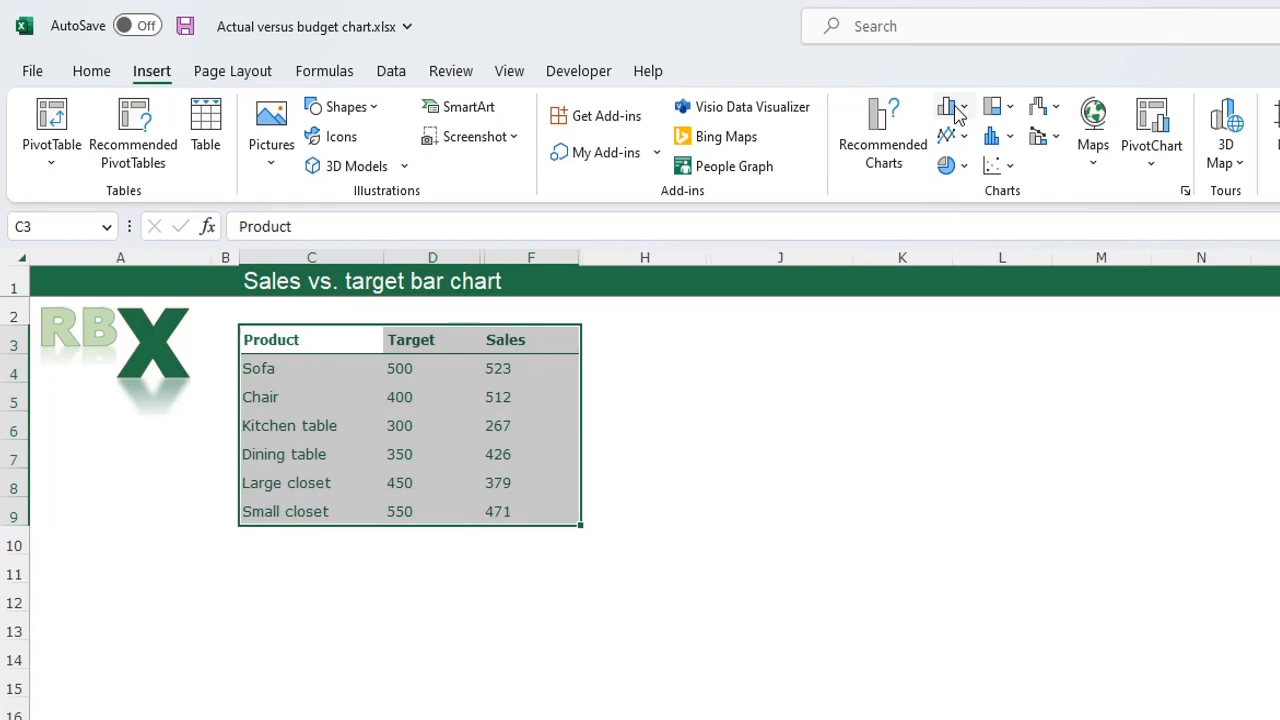 AutoSave Off Actual versus budget chart.xlsx Search
File Home Insert Page Layout Formulas Data Review View Developer Help
PivotTable Recommended PivotTables Table
Tables
Pictures Shapes Icons 3D Models SmartArt Screenshot
Illustrations
Get Add-ins My Add-ins Visio Data Visualizer Bing Maps People Graph
Add-ins
Recommended Charts Maps PivotChart
Charts
3D Map
Tours
C3 fx Product
A B C D F H J K L M N
1 Sales vs. target bar chart
2 RBX
3 Product Target Sales
4 Sofa 500 523
5 Chair 400 512
6 Kitchen table 300 267
7 Dining table 350 426
8 Large closet 450 379
9 Small closet 550 471
10
11
12
13
14
15
16